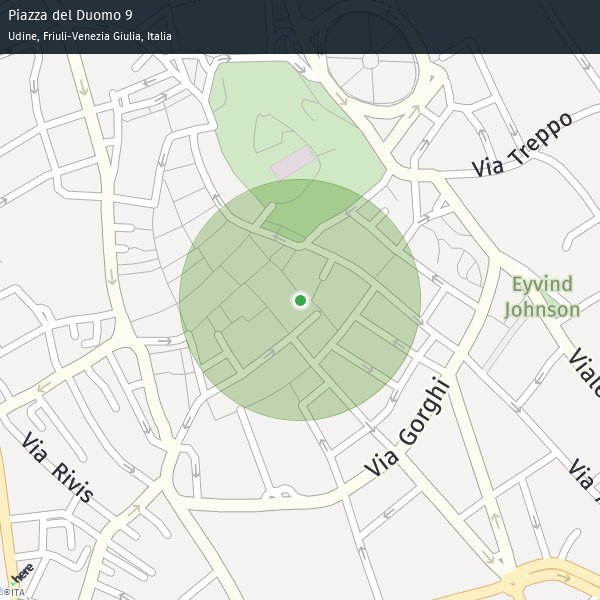 Piazza del Duomo 9
Udine, Friuli-Venezia Giulia, Italia
Via Treppo
Eyvind
Johnson
Viale
Via Gorghi
Via Rivis
Via
here
©ITA